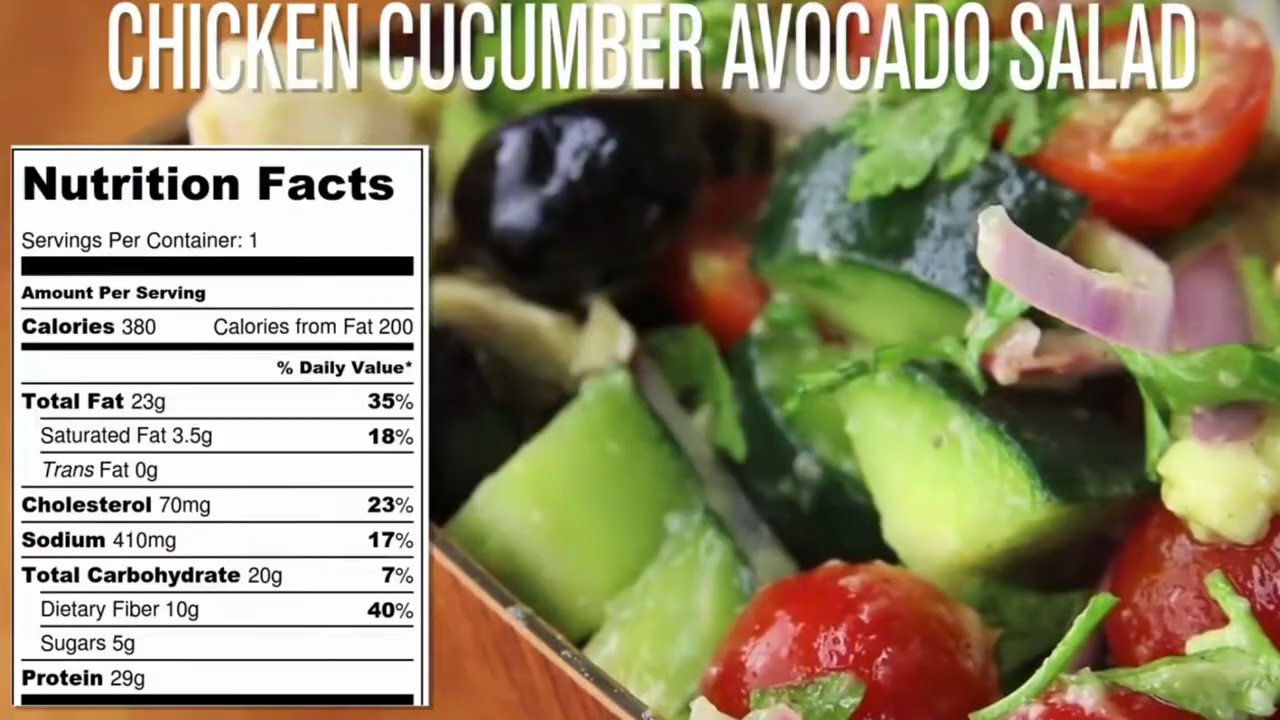 CHICKEN CUCUMBER AVOCADO SALAD
Nutrition Facts
Servings Per Container: 1
Amount Per Serving
Calories 380 Calories from Fat 200
% Daily Value*
Total Fat 23g 35%
Saturated Fat 3.5g 18%
Trans Fat 0g
Cholesterol 70mg 23%
Sodium 410mg 17%
Total Carbohydrate 20g 7%
Dietary Fiber 10g 40%
Sugars 5g
Protein 29g